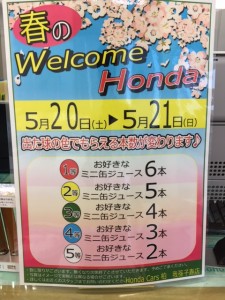 春の
Welcome
Honda
5月20日(土)▶5月21日(日)
出た球の色でもらえる本数が変わります♪
1等 お好きな ミニ缶ジュース 6本
2等 お好きな ミニ缶ジュース 5本
3等 お好きな ミニ缶ジュース 4本
4等 お好きな ミニ缶ジュース 3本
5等 お好きな ミニ缶ジュース 2本
Honda Cars